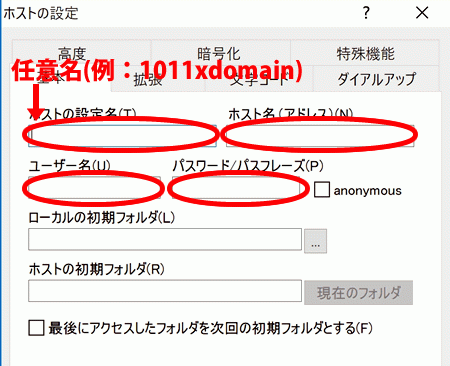 ホストの設定
? ×
高度 暗号化 特殊機能
任意名(例：1011xdomain)
基本 拡張 文字コード ダイアルアップ
ホストの設定名(T) ホスト名(アドレス)(N)
ユーザー名(U) パスワード/パスフレーズ(P)
anonymous
ローカルの初期フォルダ(L)
...
ホストの初期フォルダ(R)
現在のフォルダ
最後にアクセスしたフォルダを次回の初期フォルダとする(F)